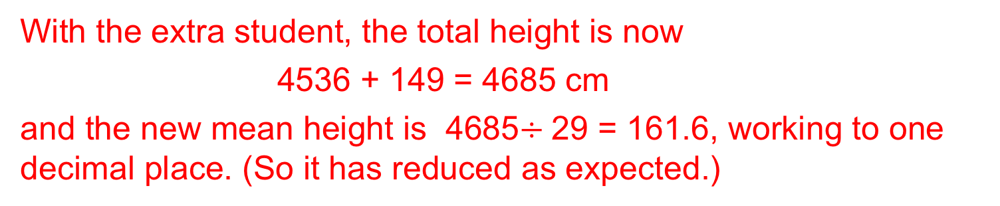 With the extra student, the total height is now
4536 + 149 = 4685 cm
and the new mean height is  4685÷ 29 = 161.6, working to one
decimal place. (So it has reduced as expected.)